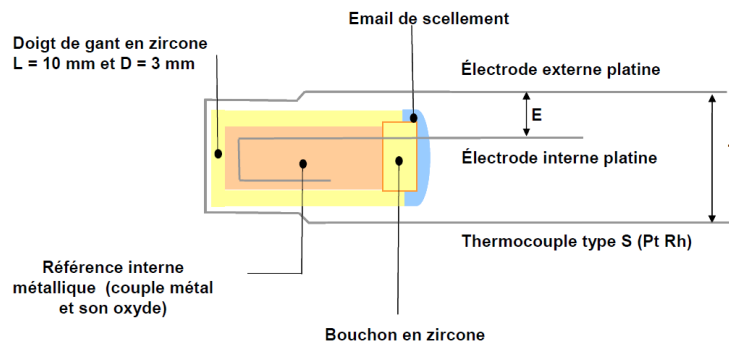 Email de scellement
Doigt de gant en zircone
L = 10 mm et D = 3 mm
Électrode externe platine
E
Électrode interne platine
Thermocouple type S (Pt Rh)
Référence interne
métallique (couple métal
et son oxyde)
Bouchon en zircone